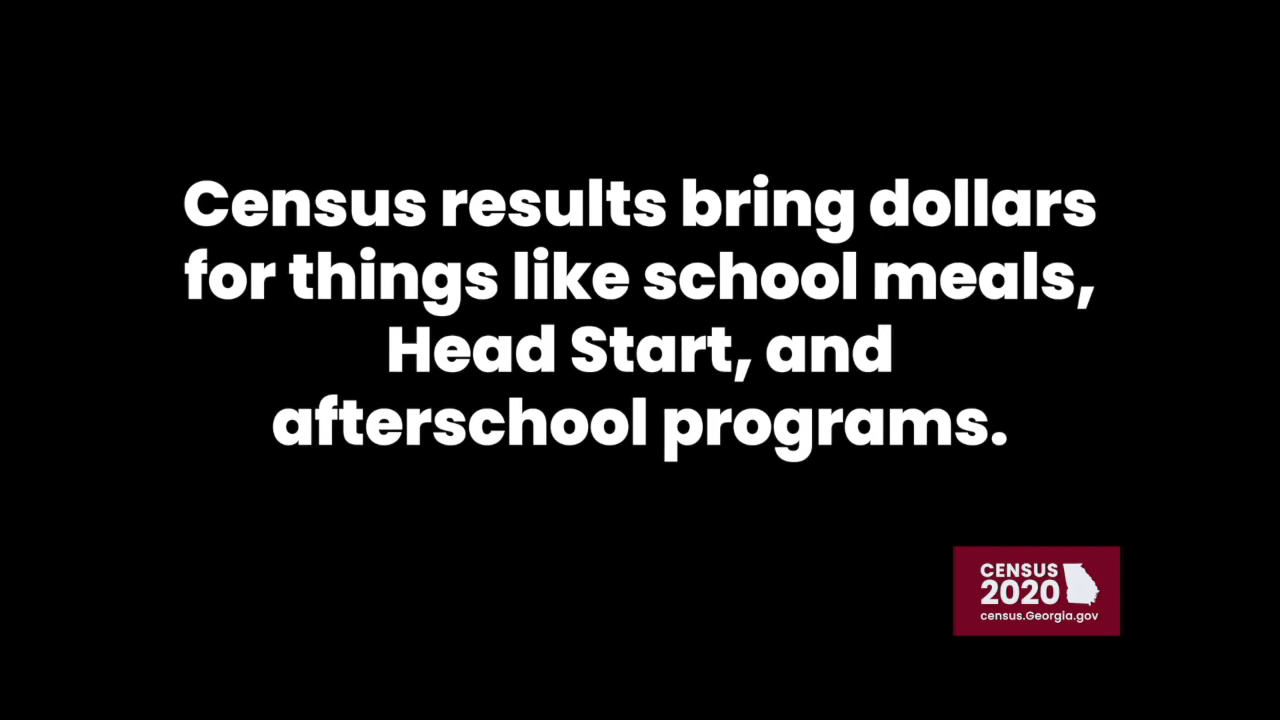 Census results bring dollars
for things like school meals,
Head Start, and
afterschool programs.
CENSUS
2020
census.Georgia.gov